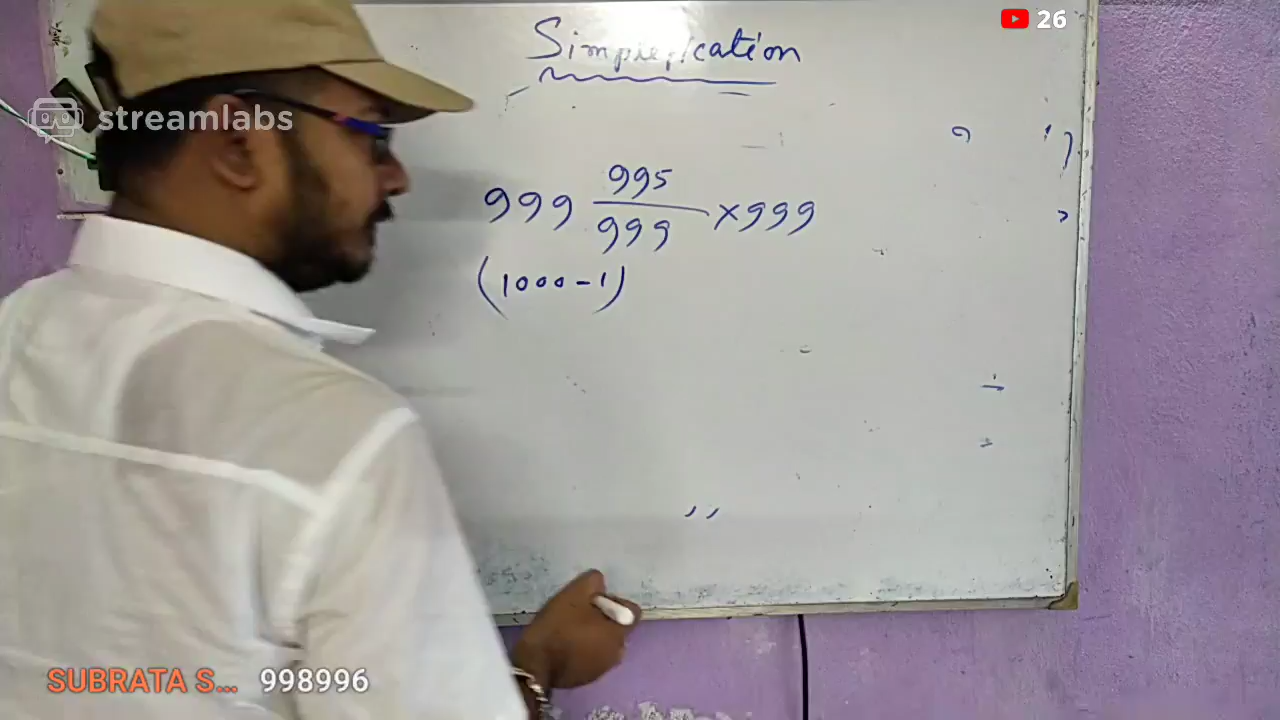 26
streamlabs
Simplification
999 995/999 ×999
(1000-1)
SUBRATA S... 998996